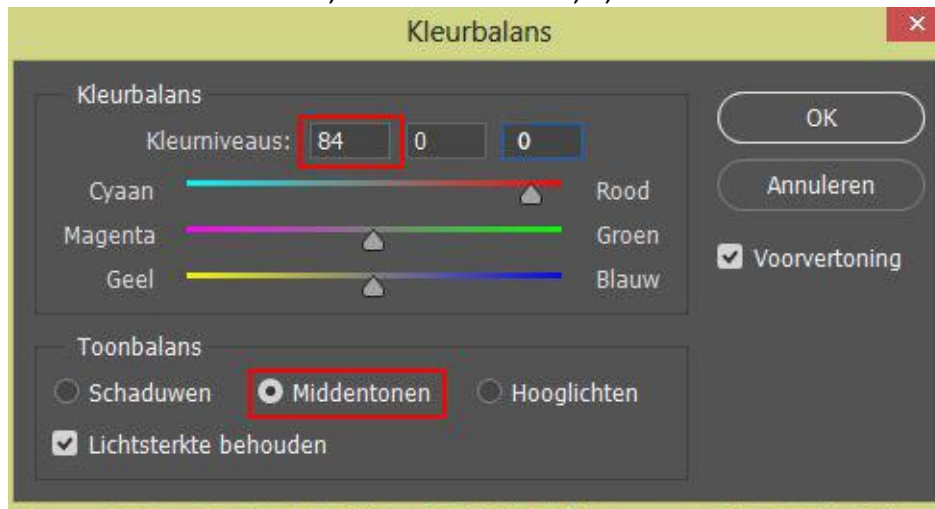 Kleurbalans
Kleurbalans
Kleurniveaus: 84 0 0
Cyaan Rood
Magenta Groen
Geel Blauw
Toonbalans
Schaduwen Middentonen Hooglichten
Lichtsterkte behouden
OK
Annuleren
Voorvertoning